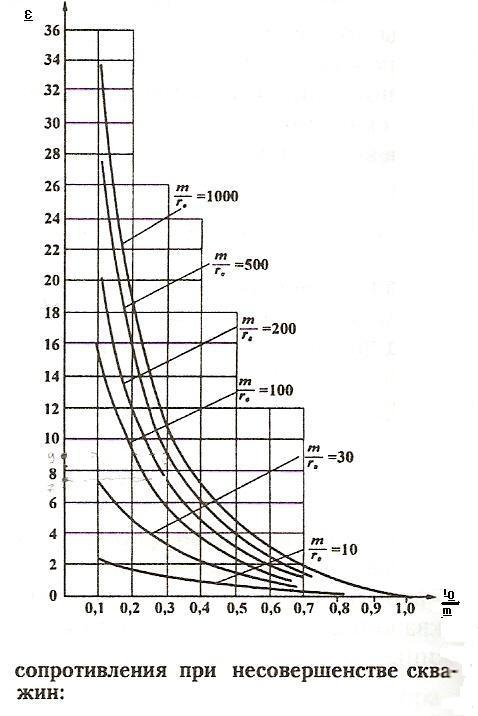 ε
36
34
32
30
28
26
24
22
20
18
16
14
12
10
8
6
4
2
0
m/r₀ =1000
m/r₀ =500
m/r₀ =200
m/r₀ =100
m/r₀ =30
m/r₀ =10
0,1 0,2 0,3 0,4 0,5 0,6 0,7 0,8 0,9 1,0
l₀/m
сопротивления при несовершенстве сква-
жин: